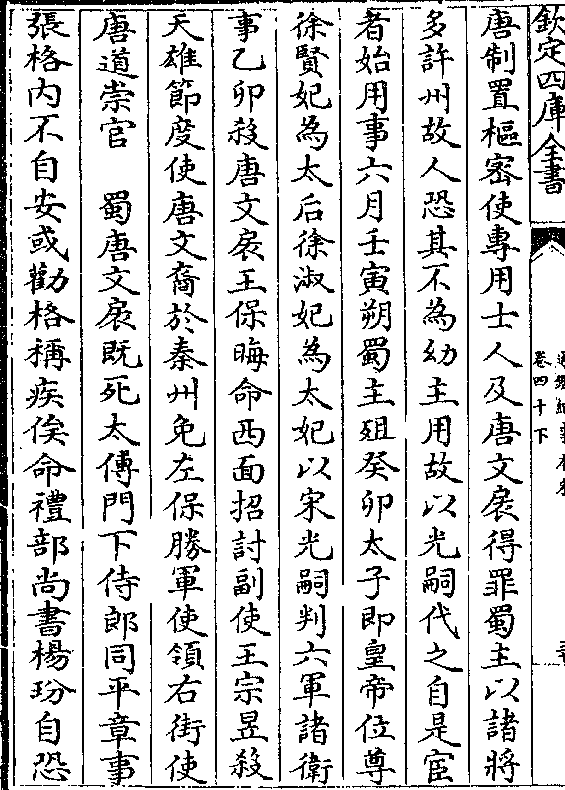 欽定四庫全書
通鑑紀事本末
卷四十下
唐制置樞密使專用士人及唐文扆得罪蜀主以諸將
多許州故人恐其不為幼主用故以光嗣代之自是宦
者始用事六月壬寅朔蜀主殂癸卯太子即皇帝位尊
徐賢妃為太后徐淑妃為太妃以宋光嗣判六軍諸衛
事乙卯殺唐文扆王保晦命西面招討副使王宗昱殺
天雄節度使唐文裔於秦州免左保勝軍使領右街使
唐道崇官　蜀唐文扆既死太傅門下侍郎同平章事
張格內不自安或勸格稱疾俟命禮部尚書楊玢自恐